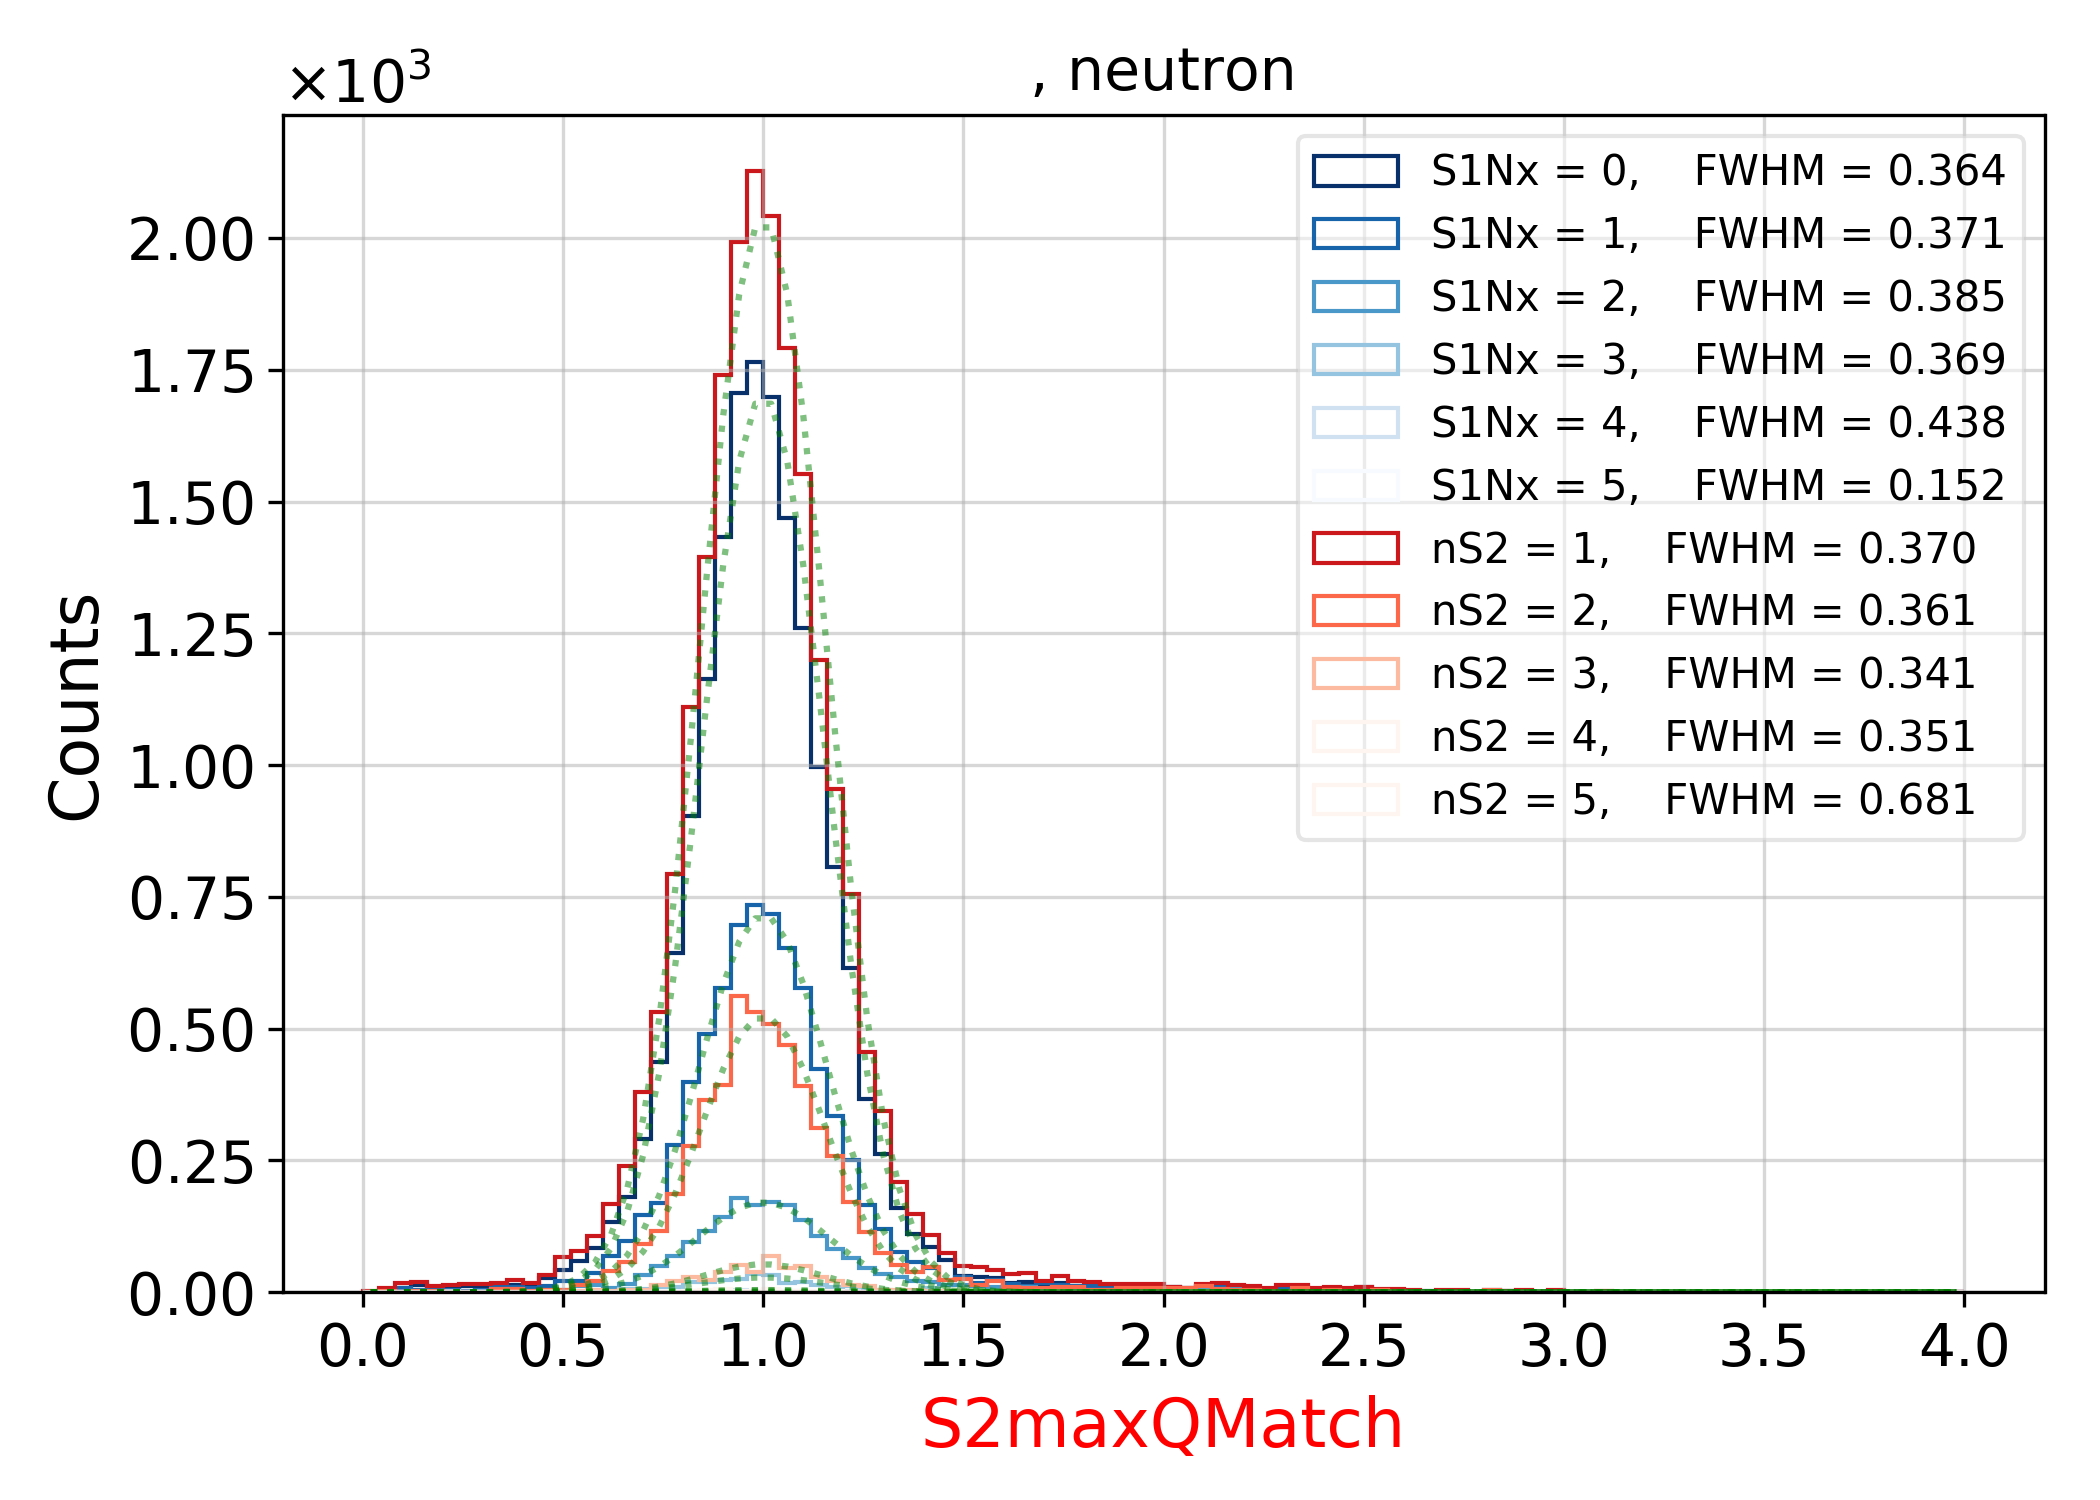 ×10³
, neutron
S1Nx = 0, FWHM = 0.364
S1Nx = 1, FWHM = 0.371
S1Nx = 2, FWHM = 0.385
S1Nx = 3, FWHM = 0.369
S1Nx = 4, FWHM = 0.438
S1Nx = 5, FWHM = 0.152
nS2 = 1, FWHM = 0.370
nS2 = 2, FWHM = 0.361
nS2 = 3, FWHM = 0.341
nS2 = 4, FWHM = 0.351
nS2 = 5, FWHM = 0.681
Counts
2.00
1.75
1.50
1.25
1.00
0.75
0.50
0.25
0.00
0.0 0.5 1.0 1.5 2.0 2.5 3.0 3.5 4.0
S2maxQMatch